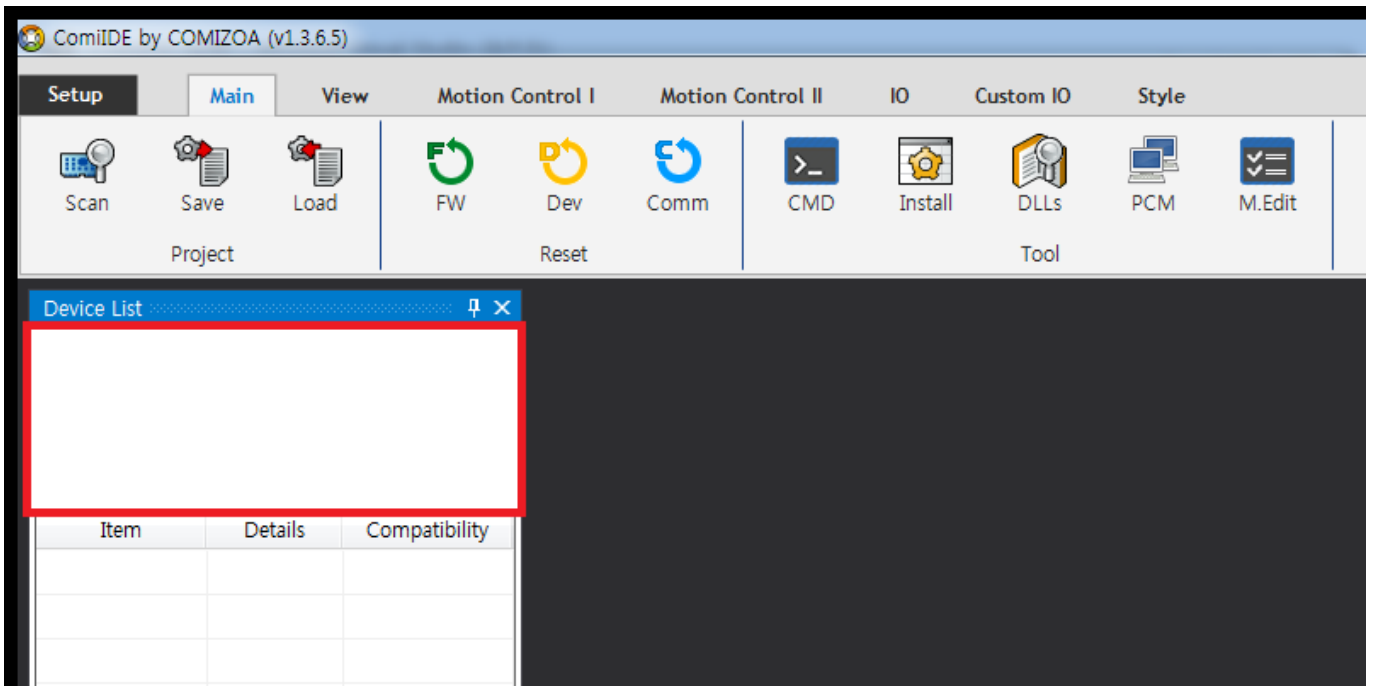 ComiIDE by COMIZOA (v1.3.6.5)
Setup Main View Motion Control I Motion Control II IO Custom IO Style
Scan Save Load FW Dev Comm CMD Install DLLs PCM M.Edit
Project Reset Tool
Device List
Item Details Compatibility